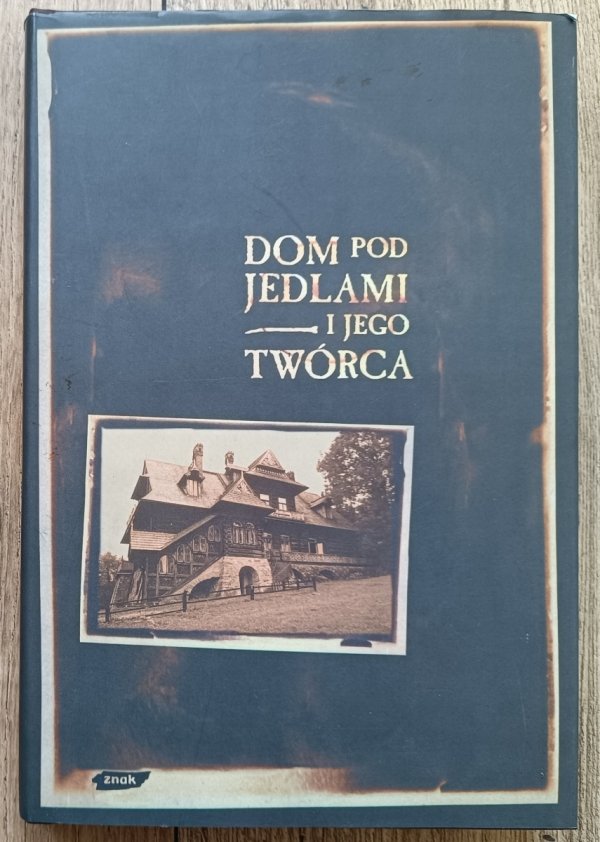 DOM POD
JEDLAMI
I JEGO
TWÓRCA
znak